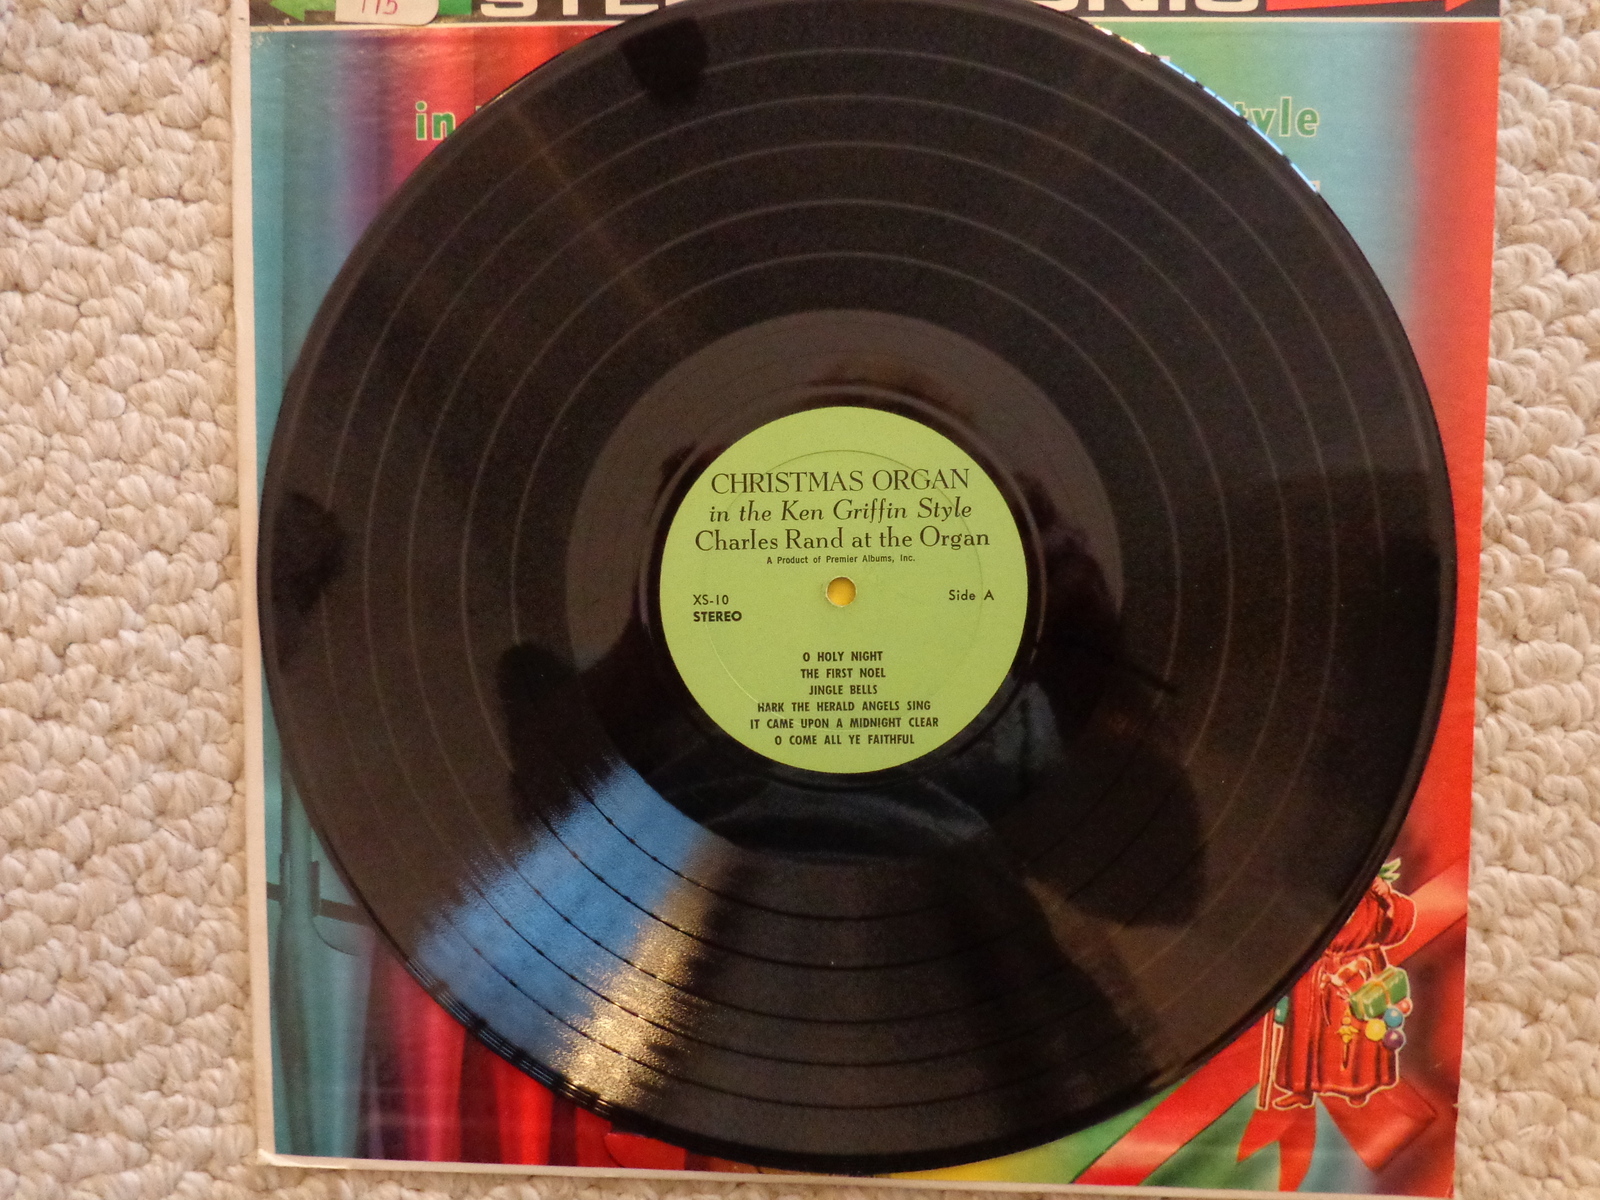 115
in
tyle
CHRISTMAS ORGAN
in the Ken Griffin Style
Charles Rand at the Organ
A Product of Premier Albums, Inc.
XS-10 Side A
STEREO
O HOLY NIGHT
THE FIRST NOEL
JINGLE BELLS
HARK THE HERALD ANGELS SING
IT CAME UPON A MIDNIGHT CLEAR
O COME ALL YE FAITHFUL